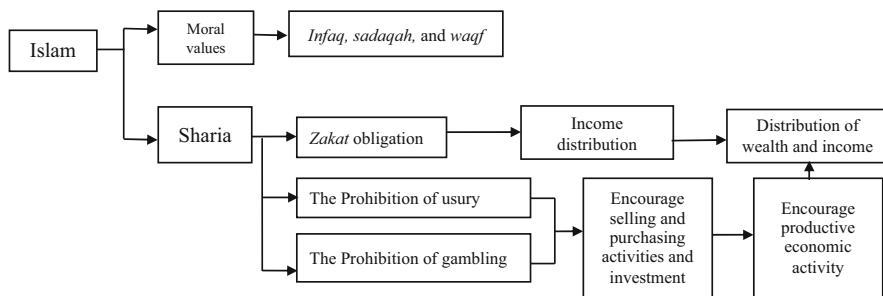 Islam
Moral
values
Infaq, sadaqah, and waqf
Sharia
Zakat obligation
Income
distribution
Distribution of
wealth and income
The Prohibition of usury
The Prohibition of gambling
Encourage
selling and
purchasing
activities and
investment
Encourage
productive
economic
activity